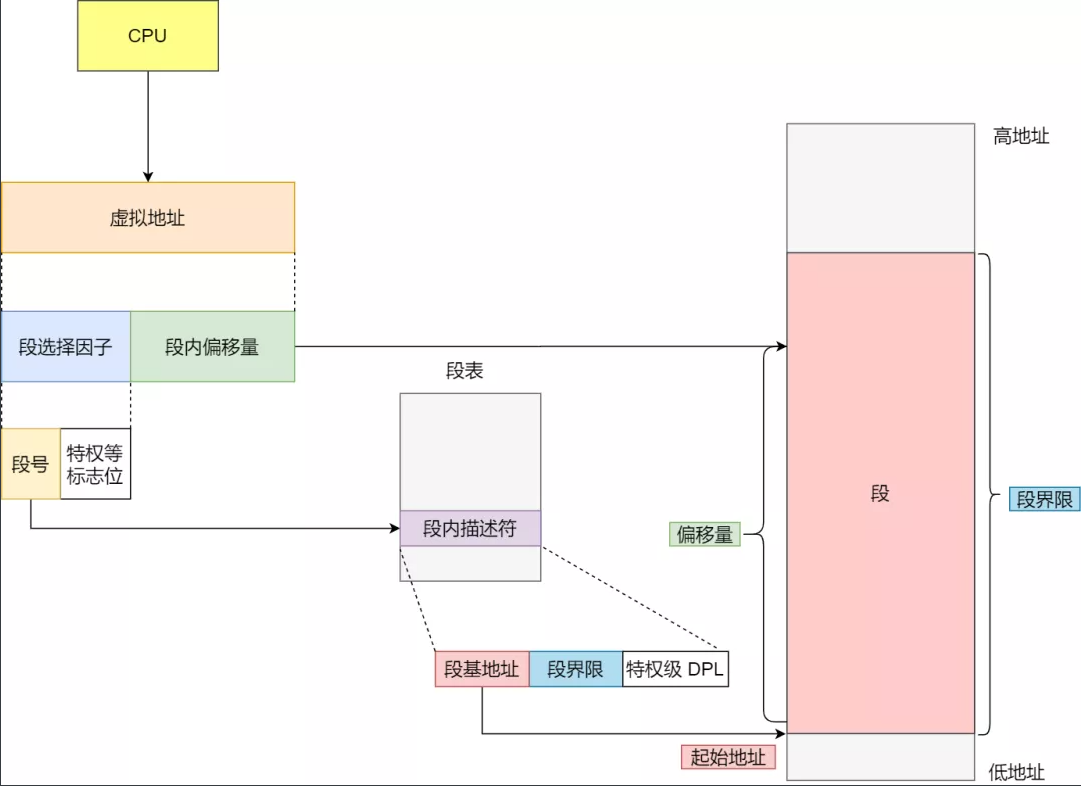 CPU
高地址
虚拟地址
段选择因子
段内偏移量
段表
段号
特权等
标志位
段内描述符
段
段界限
偏移量
段基地址
段界限
特权级 DPL
起始地址
低地址